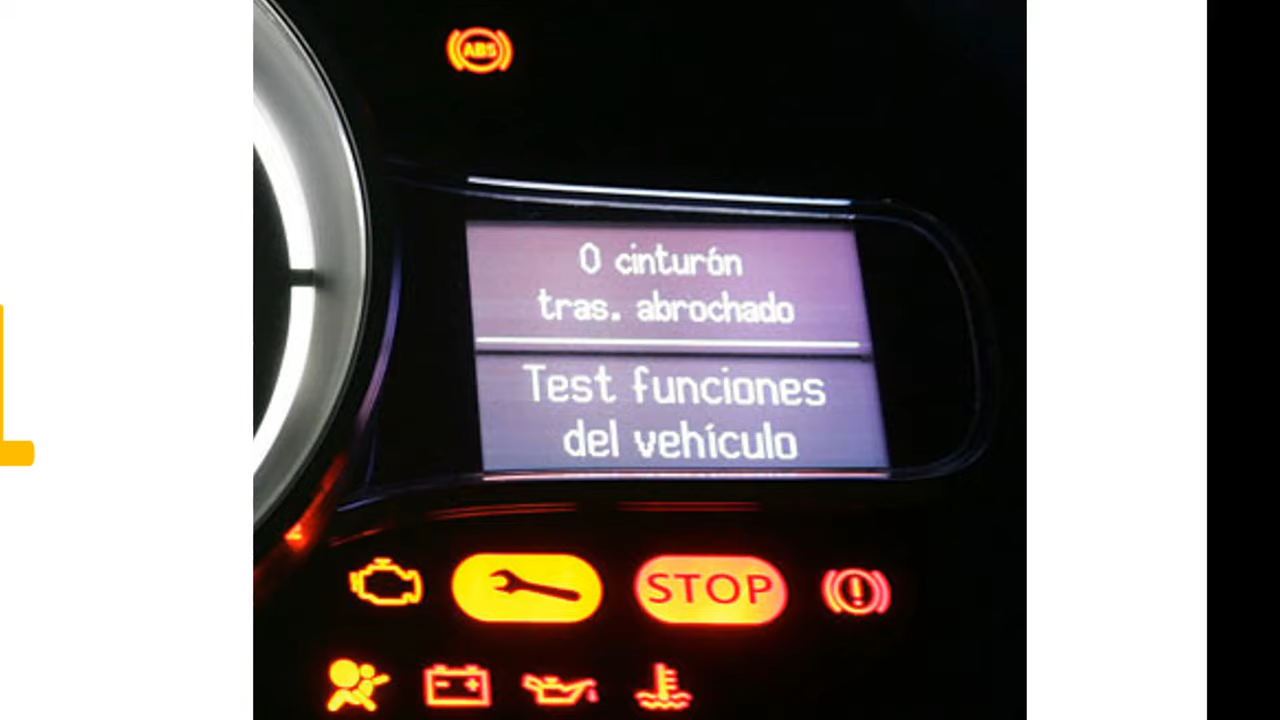 ABS
0 cinturón
tras. abrochado
Test funciones
del vehículo
STOP